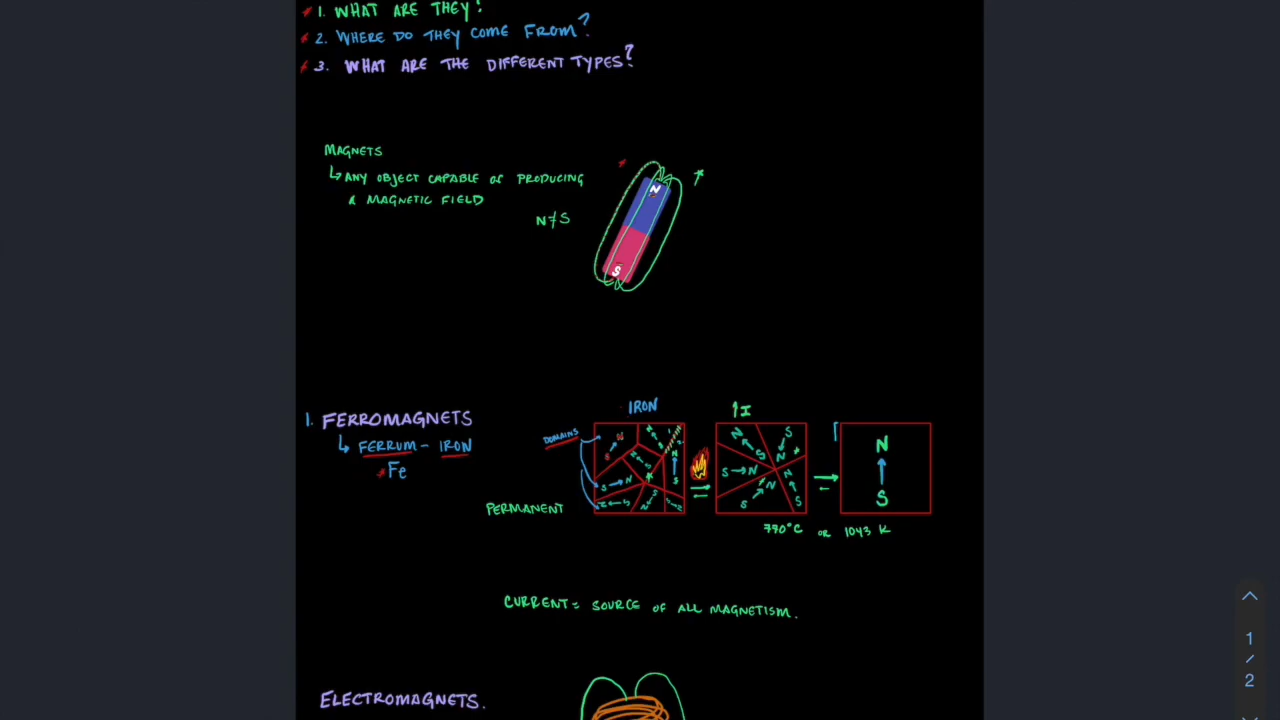 * 1. WHAT ARE THEY?
* 2. WHERE DO THEY COME FROM?
* 3. WHAT ARE THE DIFFERENT TYPES?
MAGNETS
↳ ANY OBJECT CAPABLE OF PRODUCING
A MAGNETIC FIELD
N
S
1. FERROMAGNETS
↳ FERRUM - IRON
* Fe
PERMANENT
IRON
DOMAINS
S → N
N
S
↑I
N
S
S
N
S → N
N
S
N
S
N
S
770°C OR 1043 K
CURRENT = SOURCE OF ALL MAGNETISM.
ELECTROMAGNETS.
1
/
2